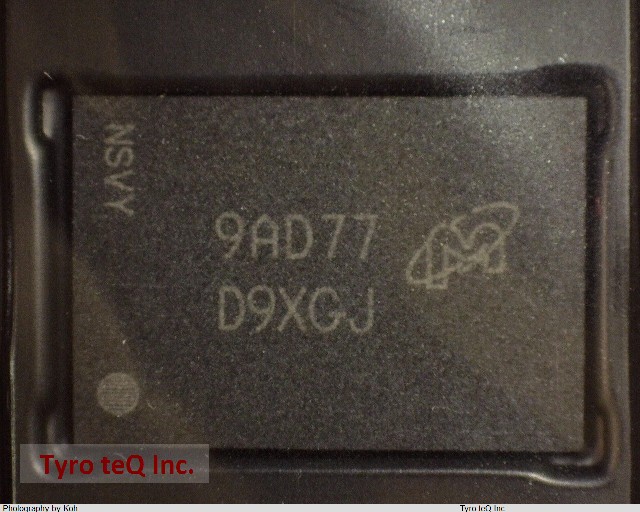 NSVY
9AD77
D9XGJ
Tyro teQ Inc.
Photography by Koh
Tyro teQ Inc